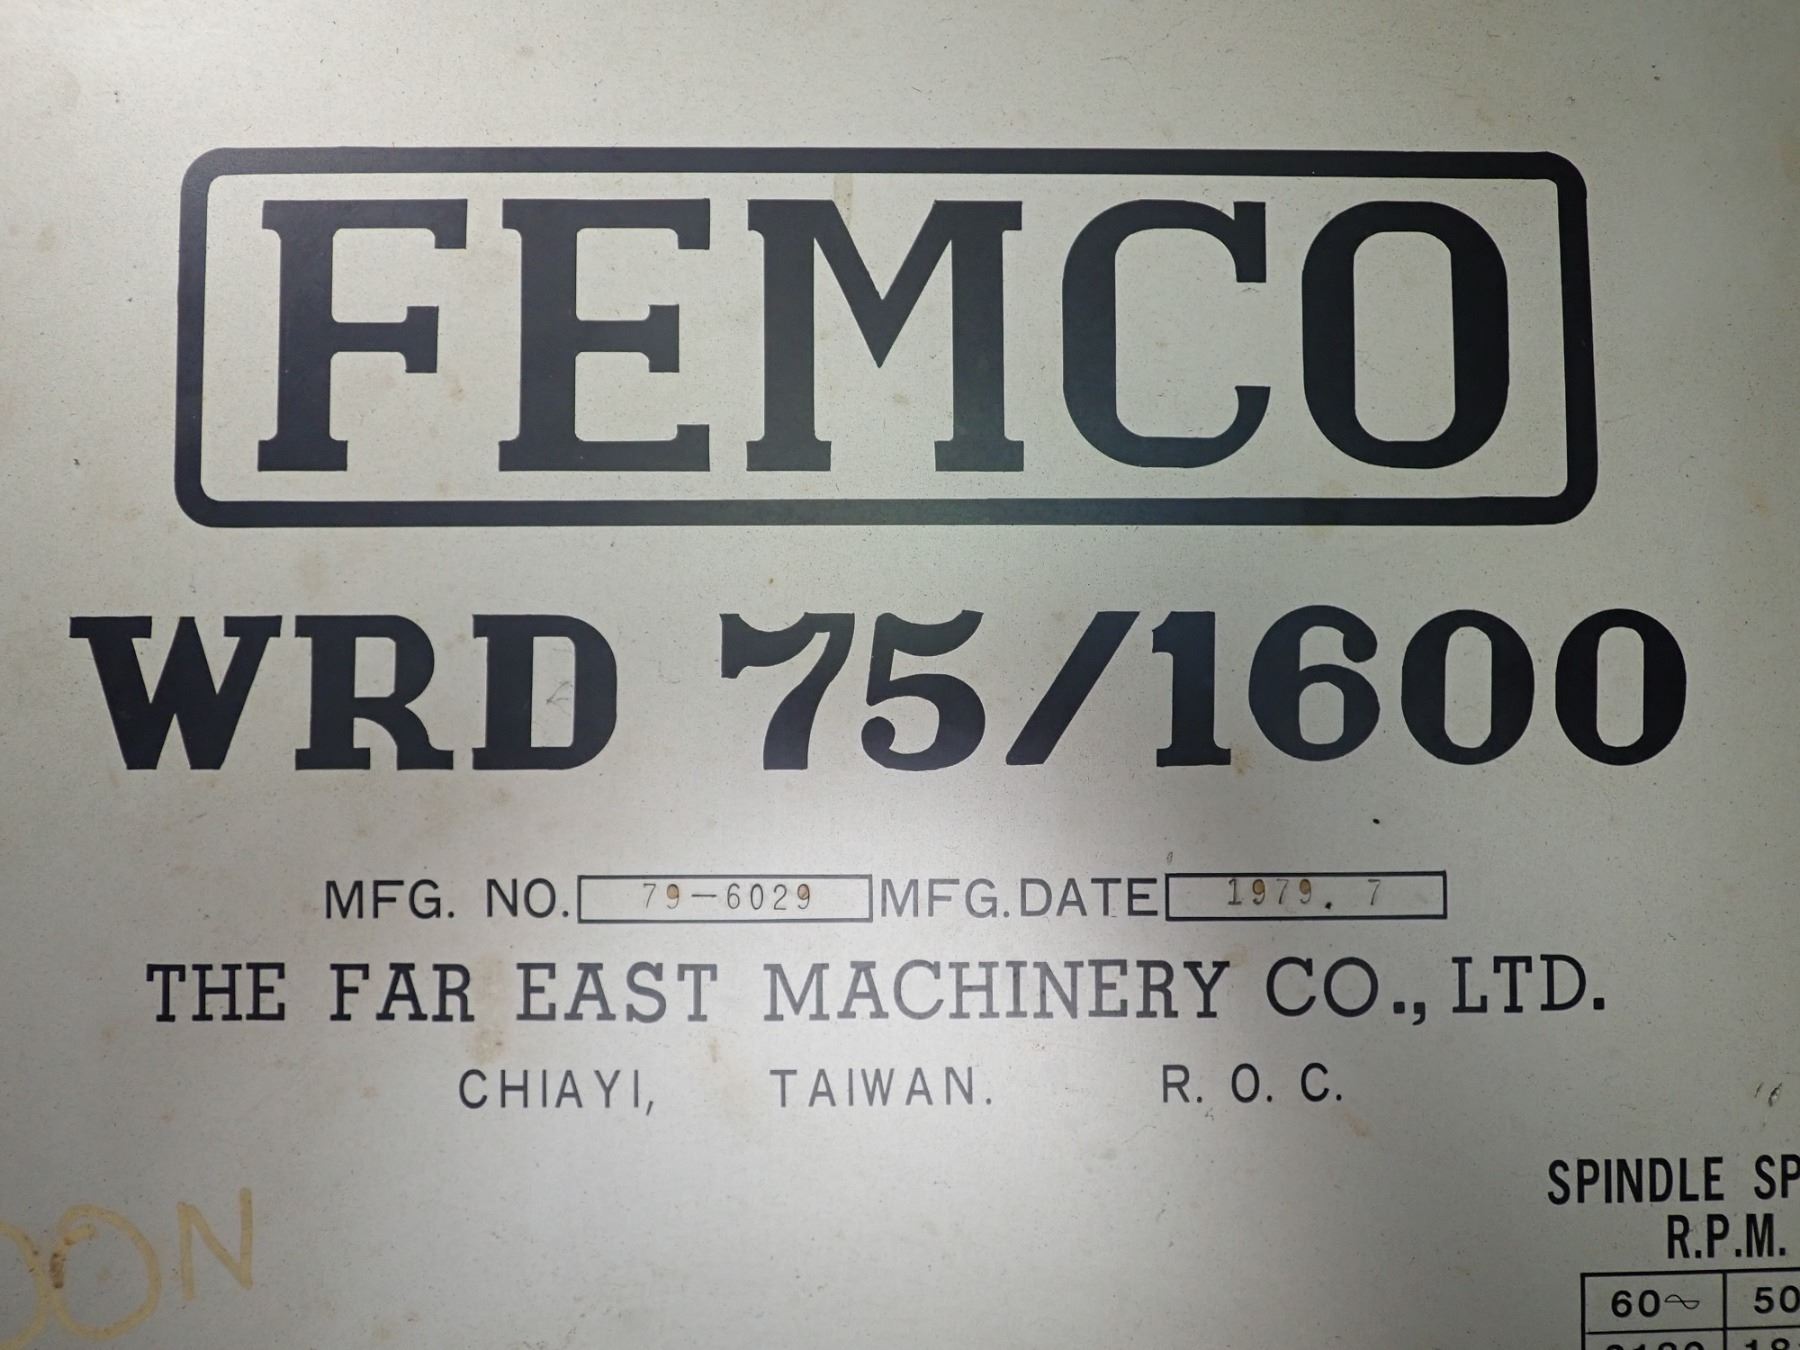 FEMCO
WRD 75/1600
MFG. NO. 79-6029 MFG.DATE 1979. 7
THE FAR EAST MACHINERY CO., LTD.
CHIAYI, TAIWAN. R. O. C.
SPINDLE SP
R.P.M.
60~ 50